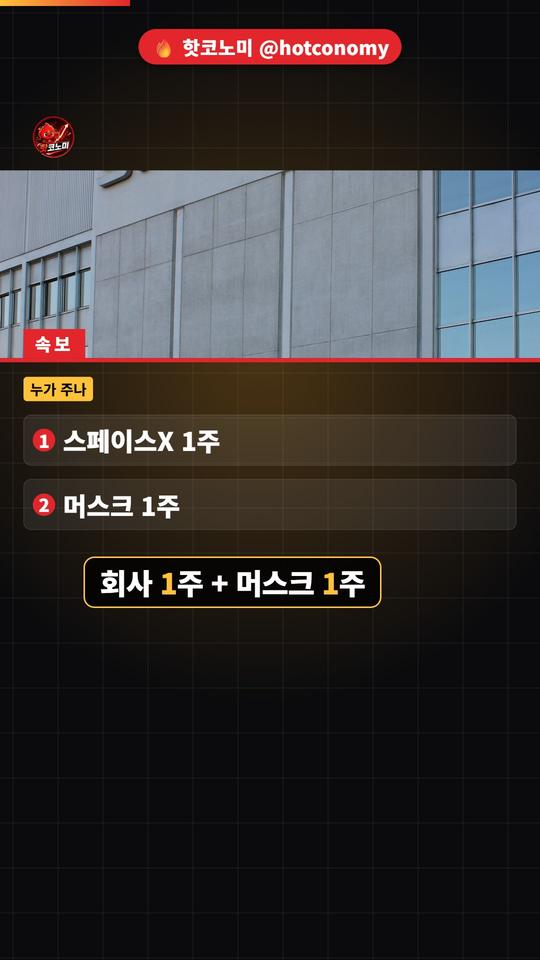 핫코노미 @hotconomy
핫코노미
속보
누가 주나
1 스페이스X 1주
2 머스크 1주
회사 1주 + 머스크 1주